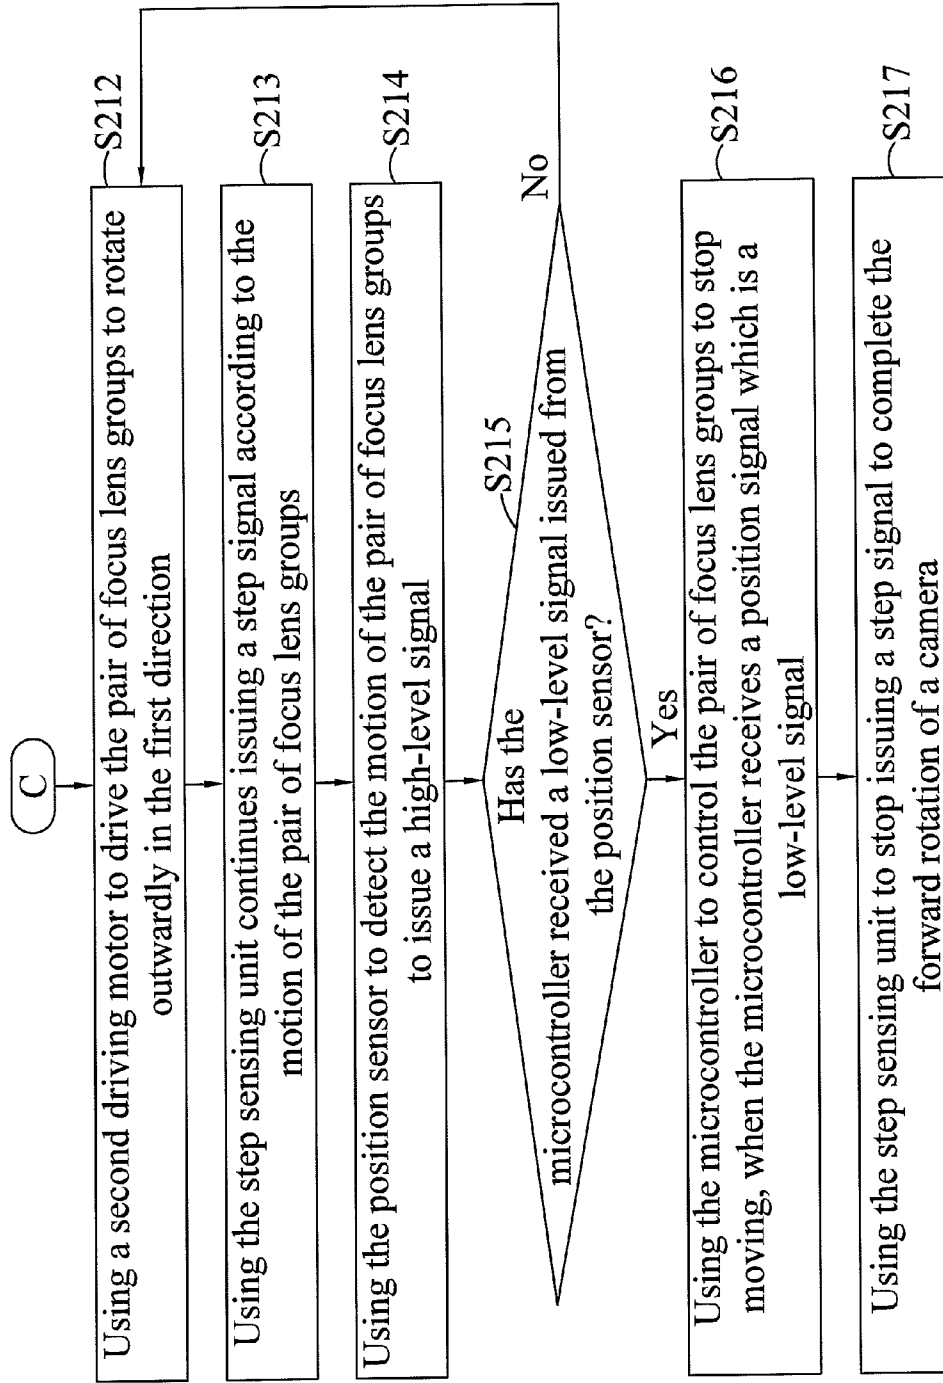 C
S212
Using a second driving motor to drive the pair of focus lens groups to rotate
outwardly in the first direction
S213
Using the step sensing unit continues issuing a step signal according to the
motion of the pair of focus lens groups
S214
Using the position sensor to detect the motion of the pair of focus lens groups
to issue a high-level signal
S215
Has the
microcontroller received a low-level signal issued from
the position sensor?
No
Yes
S216
Using the microcontroller to control the pair of focus lens groups to stop
moving, when the microcontroller receives a position signal which is a
low-level signal
S217
Using the step sensing unit to stop issuing a step signal to complete the
forward rotation of a camera